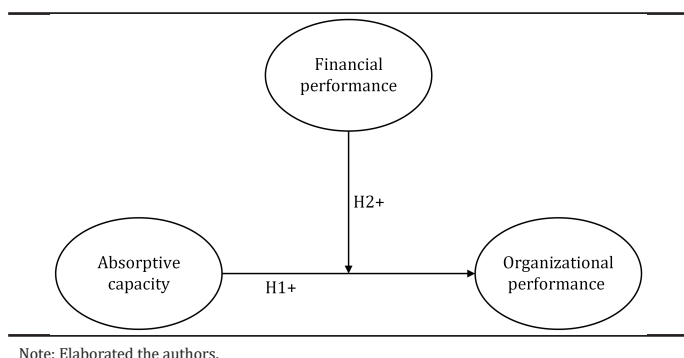 Financial
performance
H2+
Absorptive
capacity
H1+
Organizational
performance
Note: Elaborated the authors.